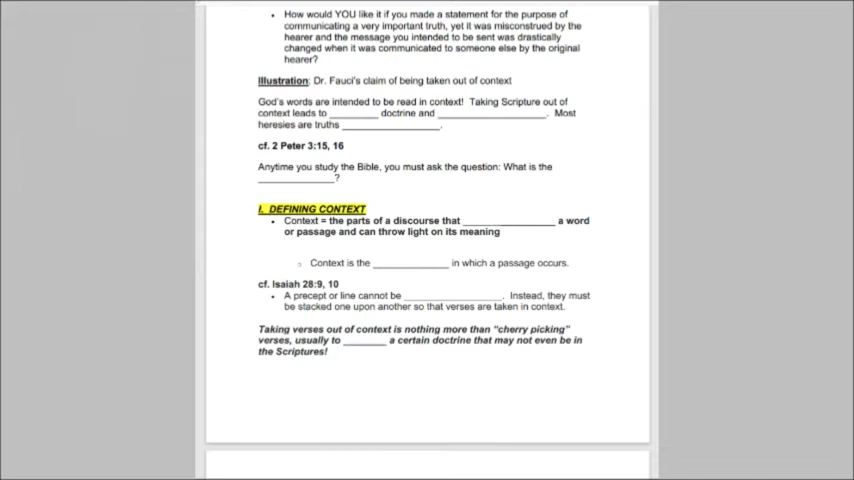 • How would YOU like it if you made a statement for the purpose of
communicating a very important truth, yet it was misconstrued by the
hearer and the message you intended to be sent was drastically
changed when it was communicated to someone else by the original
hearer?
Illustration: Dr. Fauci's claim of being taken out of context
God's words are intended to be read in context! Taking Scripture out of
context leads to ________ doctrine and __________________. Most
heresies are truths ________________.
cf. 2 Peter 3:15, 16
Anytime you study the Bible, you must ask the question: What is the
_____________?
I. DEFINING CONTEXT
• Context = the parts of a discourse that _______________ a word
or passage and can throw light on its meaning
○ Context is the _____________ in which a passage occurs.
cf. Isaiah 28:9, 10
• A precept or line cannot be ________________. Instead, they must
be stacked one upon another so that verses are taken in context.
Taking verses out of context is nothing more than “cherry picking”
verses, usually to _______ a certain doctrine that may not even be in
the Scriptures!